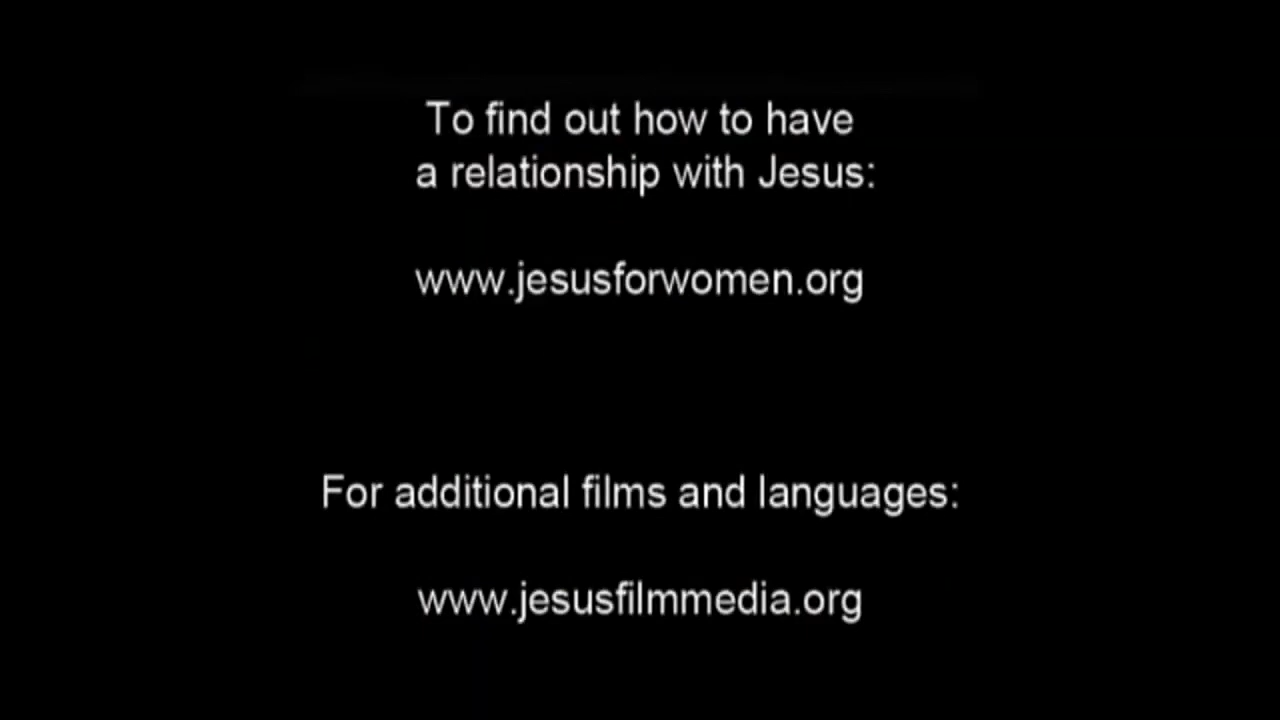 To find out how to have
a relationship with Jesus:
www.jesusforwomen.org
For additional films and languages:
www.jesusfilmmedia.org